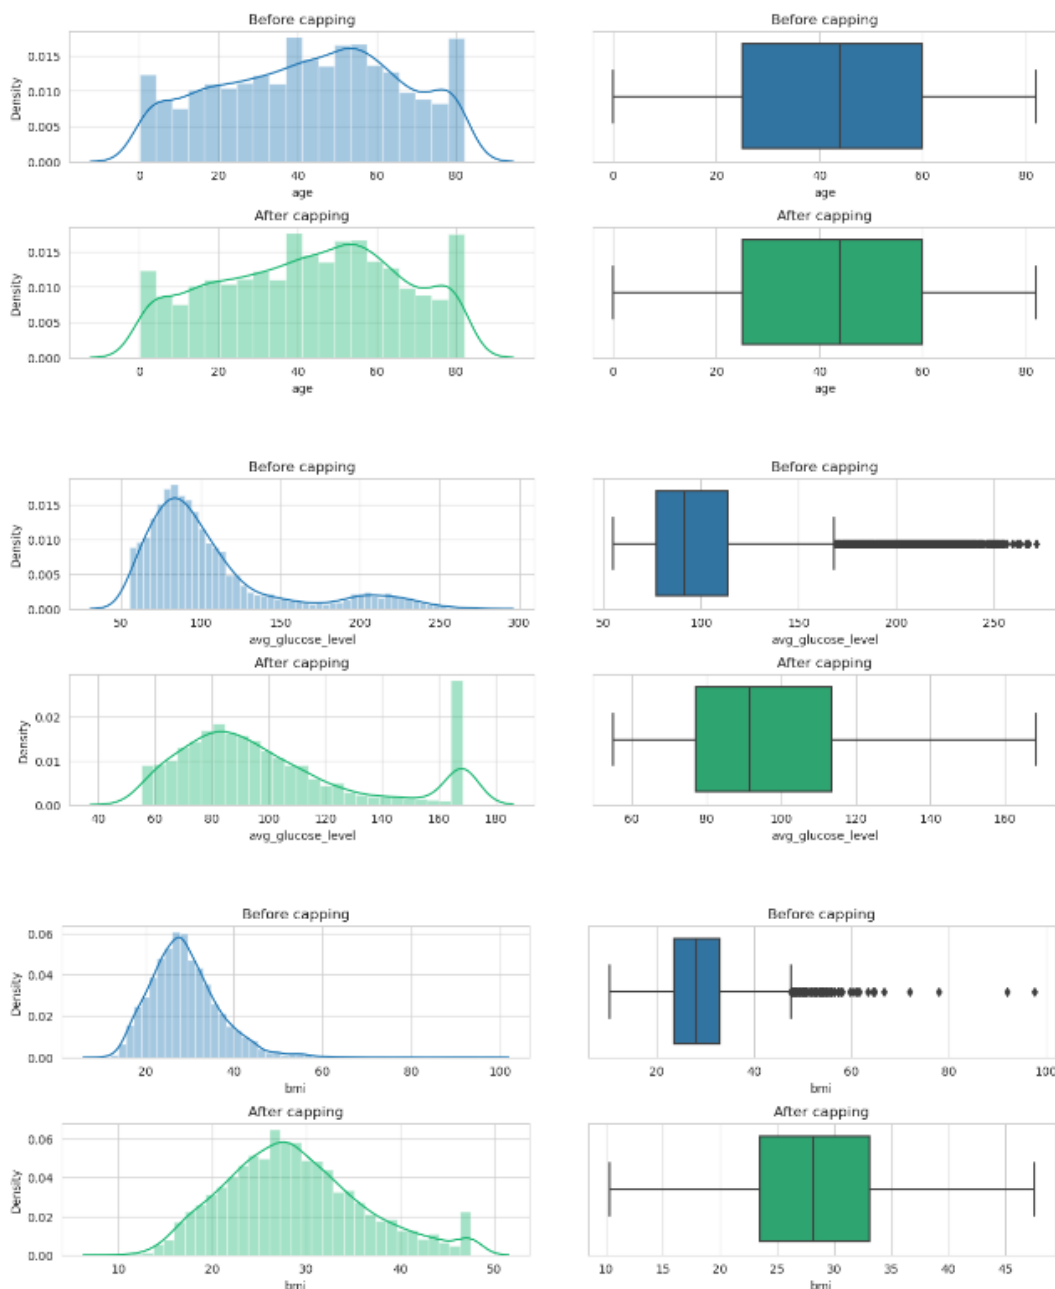 Before capping
Before capping
Density
0.015
0.010
0.005
0.000
0 20 40 60 80
age
0 20 40 60 80
age
After capping
After capping
Density
0.015
0.010
0.005
0.000
0 20 40 60 80
age
0 20 40 60 80
age
Before capping
Before capping
Density
0.015
0.010
0.005
0.000
50 100 150 200 250 300
avg_glucose_level
50 100 150 200 250
avg_glucose_level
After capping
After capping
Density
0.02
0.01
0.00
40 60 80 100 120 140 160 180
avg_glucose_level
60 80 100 120 140 160
avg_glucose_level
Before capping
Before capping
Density
0.06
0.04
0.02
0.00
20 40 60 80 100
bmi
20 40 60 80 100
bmi
After capping
After capping
Density
0.06
0.04
0.02
0.00
10 20 30 40 50
bmi
10 15 20 25 30 35 40 45
bmi